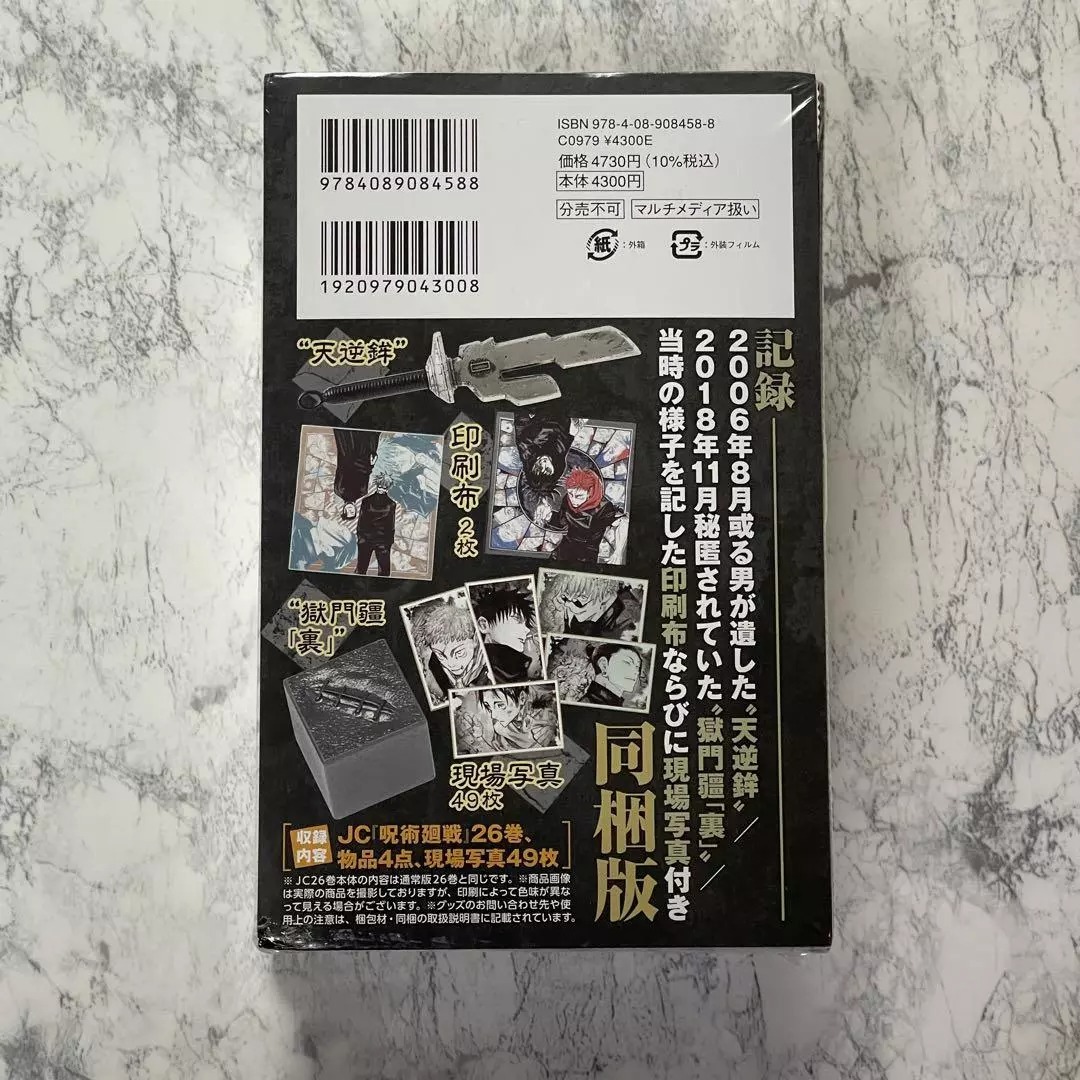 9784089084588
1920979043008
ISBN 978-4-08-908458-8
C0979 ¥4300E
価格 4730円(10%税込)
本体 4300円
分売不可 マルチメディア扱い
紙:外箱 プラ:外装フィルム
記録
2006年8月或る男が遺した〝天逆鉾〟/
2018年11月秘匿されていた〝獄門疆「裏」〟/
当時の様子を記した印刷布ならびに現場写真付き
同梱版
“天逆鉾”
印刷布 2枚
“獄門疆
「裏」”
現場写真
49枚
収録
内容
JC『呪術廻戦』26巻、
物品4点、現場写真49枚
※JC26巻本体の内容は通常版26巻と同じです。※商品画像
は実際の商品を撮影しておりますが、印刷によって色味が異な
って見える場合がございます。※グッズのお問い合わせ先や使
用上の注意は、梱包材・同梱の取扱説明書に記載されています。